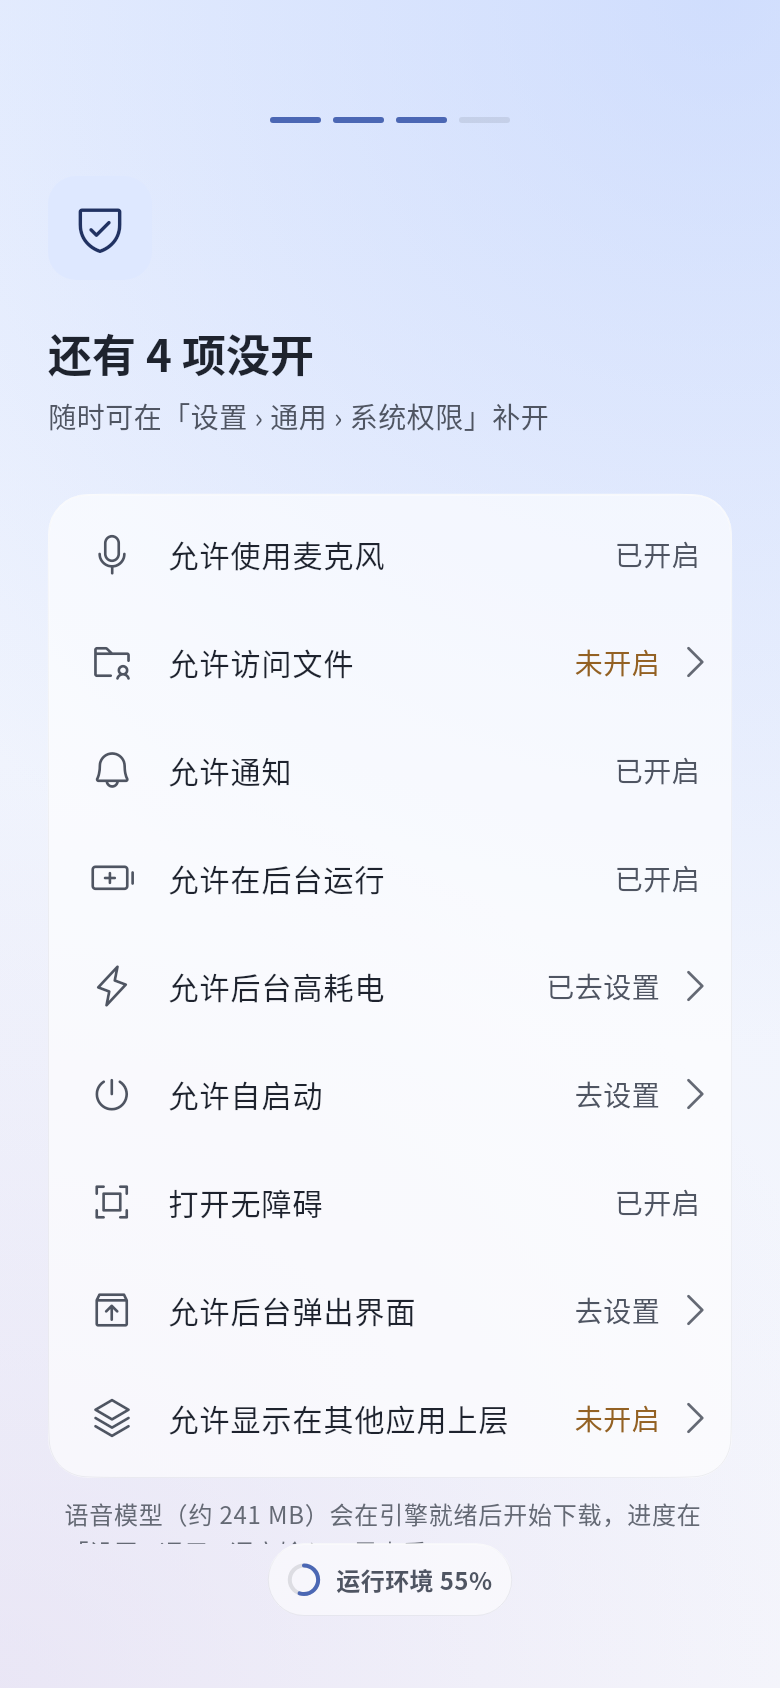 还有 4 项没开
随时可在「设置 › 通用 › 系统权限」补开
允许使用麦克风 已开启
允许访问文件 未开启
允许通知 已开启
允许在后台运行 已开启
允许后台高耗电 已去设置
允许自启动 去设置
打开无障碍 已开启
允许后台弹出界面 去设置
允许显示在其他应用上层 未开启
语音模型（约 241 MB）会在引擎就绪后开始下载，进度在
运行环境 55%